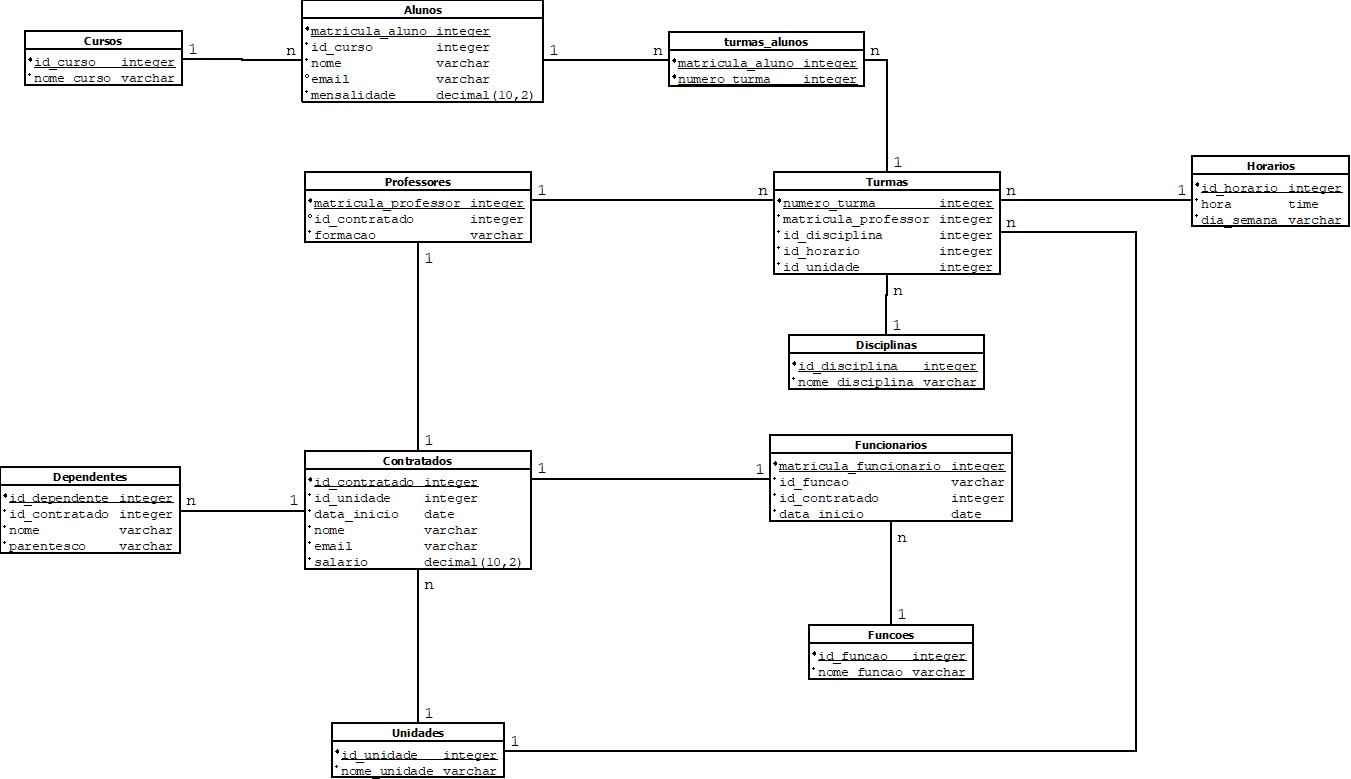 Cursos
id_curso integer
nome_curso varchar
1
n
Alunos
matricula_aluno integer
id_curso integer
nome varchar
email varchar
mensalidade decimal(10,2)
1
n
turmas_alunos
matricula_aluno integer
numero_turma integer
n
1
Professores
matricula_professor integer
id_contratado integer
formacao varchar
1
n
Turmas
numero_turma integer
matricula_professor integer
id_disciplina integer
id_horario integer
id_unidade integer
n
1
n
Horarios
id_horario integer
hora time
dia_semana varchar
1
n
1
Disciplinas
id_disciplina integer
nome_disciplina varchar
1
Dependentes
id_dependente integer
id_contratado integer
nome varchar
parentesco varchar
n
1
Contratados
id_contratado integer
id_unidade integer
data_inicio date
nome varchar
email varchar
salario decimal(10,2)
1
1
Funcionarios
matricula_funcionario integer
id_funcao varchar
id_contratado integer
data_inicio date
n
n
1
Funcoes
id_funcao integer
nome_funcao varchar
1
Unidades
id_unidade integer
nome_unidade varchar
1